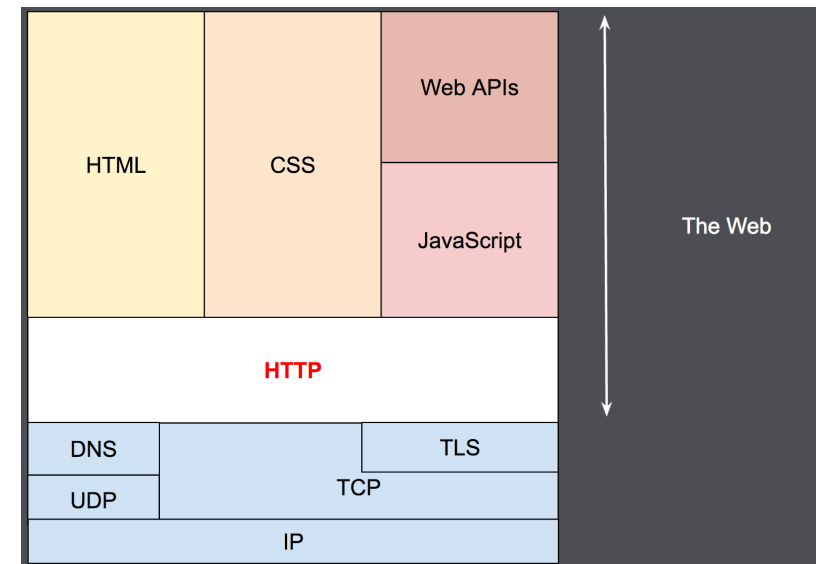 Web APIs
HTML
CSS
JavaScript
The Web
HTTP
DNS
TLS
UDP
TCP
IP